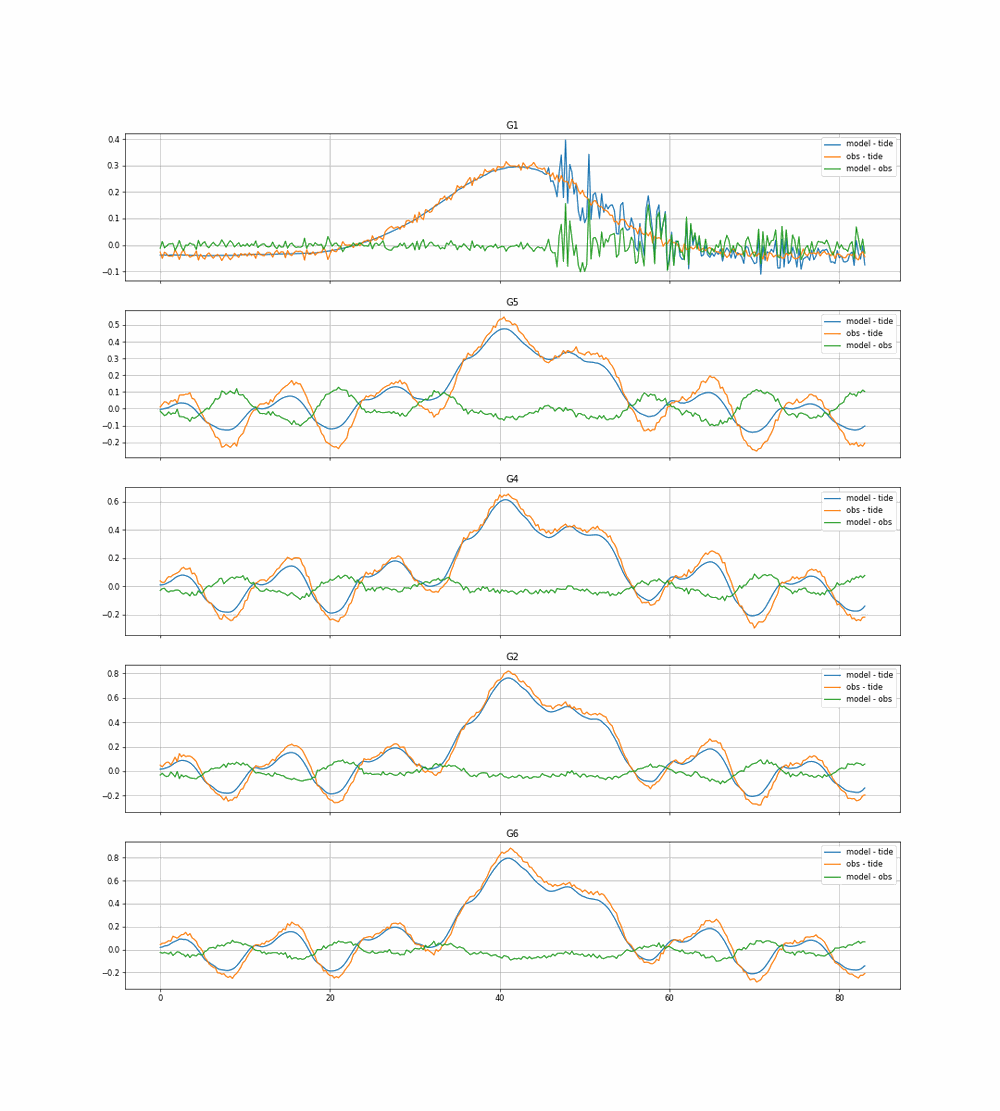 G1
0.4
0.3
0.2
0.1
0.0
−0.1
model - tide
obs - tide
model - obs
G5
0.5
0.4
0.3
0.2
0.1
0.0
−0.1
−0.2
model - tide
obs - tide
model - obs
G4
0.6
0.4
0.2
0.0
−0.2
model - tide
obs - tide
model - obs
G2
0.8
0.6
0.4
0.2
0.0
−0.2
model - tide
obs - tide
model - obs
G6
0.8
0.6
0.4
0.2
0.0
−0.2
model - tide
obs - tide
model - obs
0 20 40 60 80